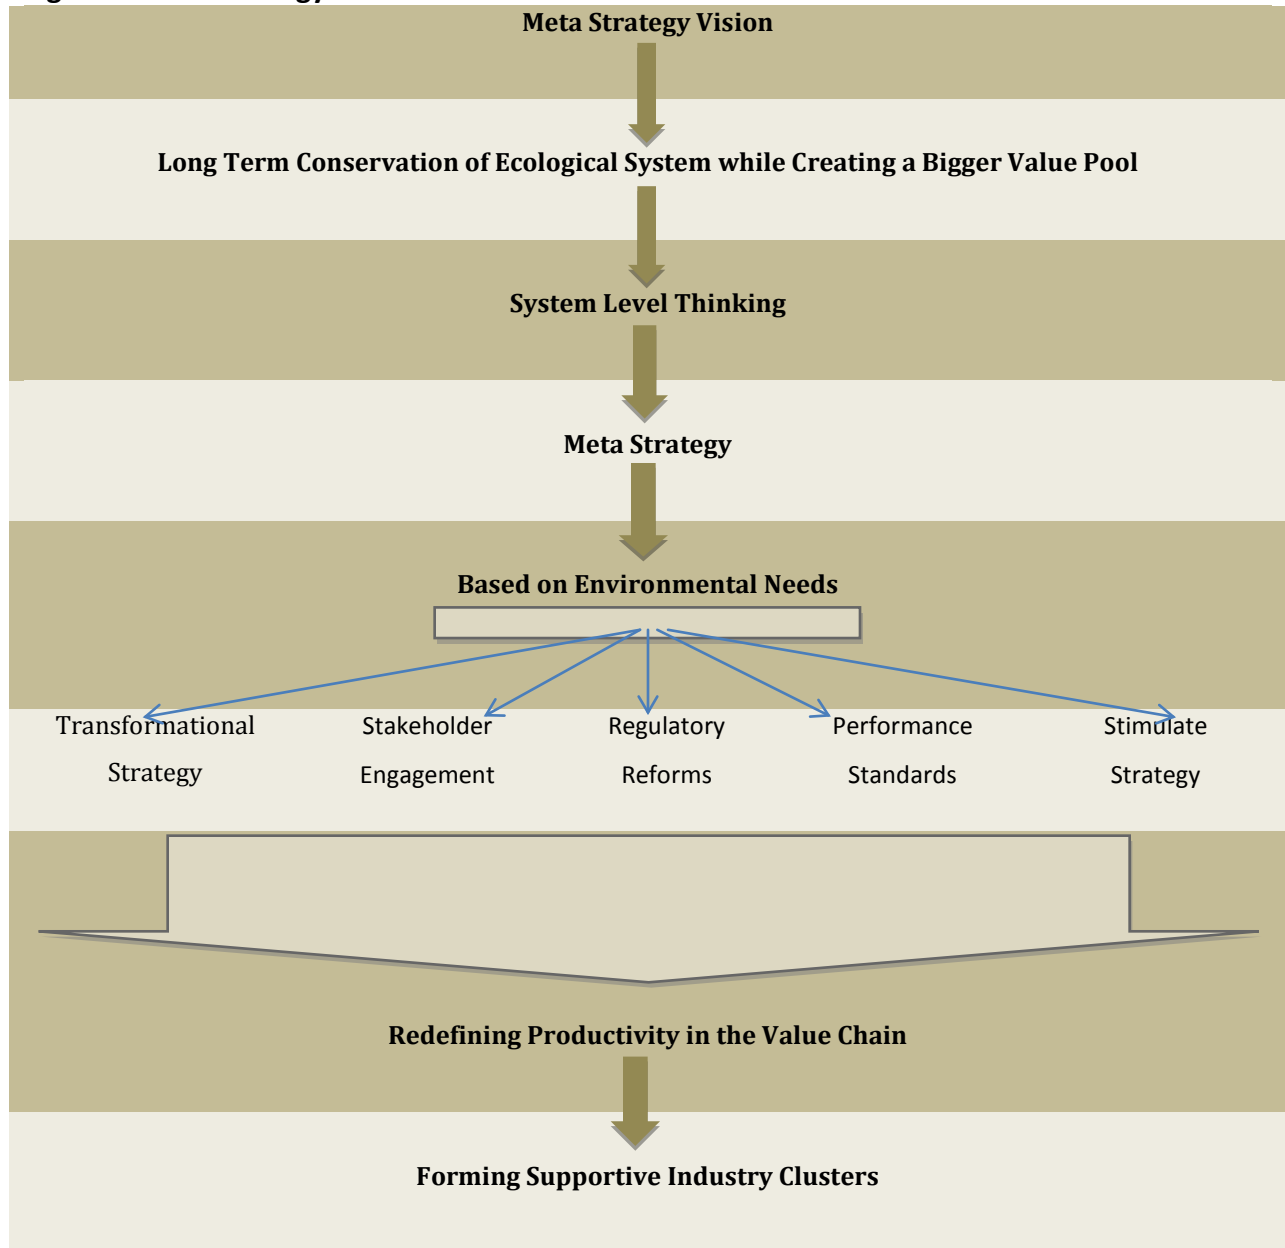 Meta Strategy Vision
Long Term Conservation of Ecological System while Creating a Bigger Value Pool
System Level Thinking
Meta Strategy
Based on Environmental Needs
Transformational Stakeholder Regulatory Performance Stimulate
Strategy Engagement Reforms Standards Strategy
Redefining Productivity in the Value Chain
Forming Supportive Industry Clusters